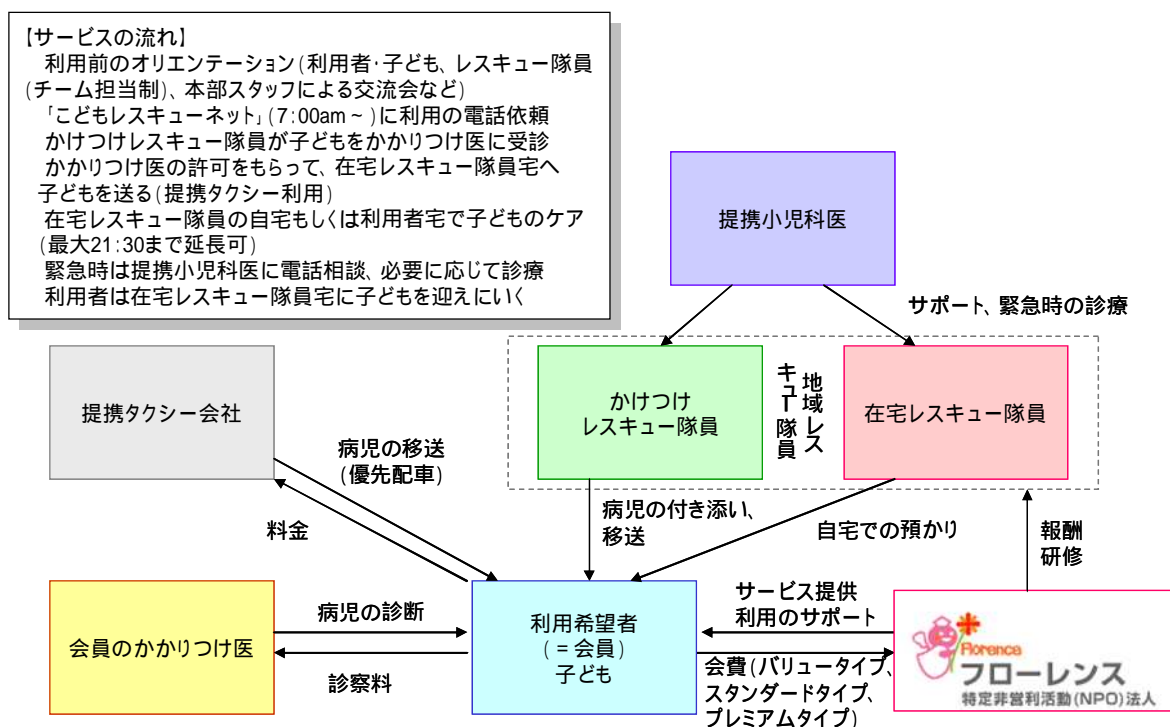 【サービスの流れ】
利用前のオリエンテーション(利用者･子ども、レスキュー隊員
(チーム担当制)、本部スタッフによる交流会など)
「こどもレスキューネット」(7:00am～)に利用の電話依頼
かけつけレスキュー隊員が子どもをかかりつけ医に受診
かかりつけ医の許可をもらって、在宅レスキュー隊員宅へ
子どもを送る(提携タクシー利用)
在宅レスキュー隊員の自宅もしくは利用者宅で子どものケア
(最大21:30まで延長可)
緊急時は提携小児科医に電話相談、必要に応じて診療
利用者は在宅レスキュー隊員宅に子どもを迎えにいく
提携小児科医
サポート、緊急時の診療
提携タクシー会社
かけつけ
レスキュー隊員
地域レス
キュー隊員
在宅レスキュー隊員
病児の移送
(優先配車)
料金
病児の付き添い、
移送
自宅での預かり
報酬
研修
会員のかかりつけ医
病児の診断
診察料
利用希望者
(=会員)
子ども
サービス提供
利用のサポート
会費(バリュータイプ、
スタンダードタイプ、
プレミアムタイプ)
Florence
フローレンス
特定非営利活動(NPO)法人